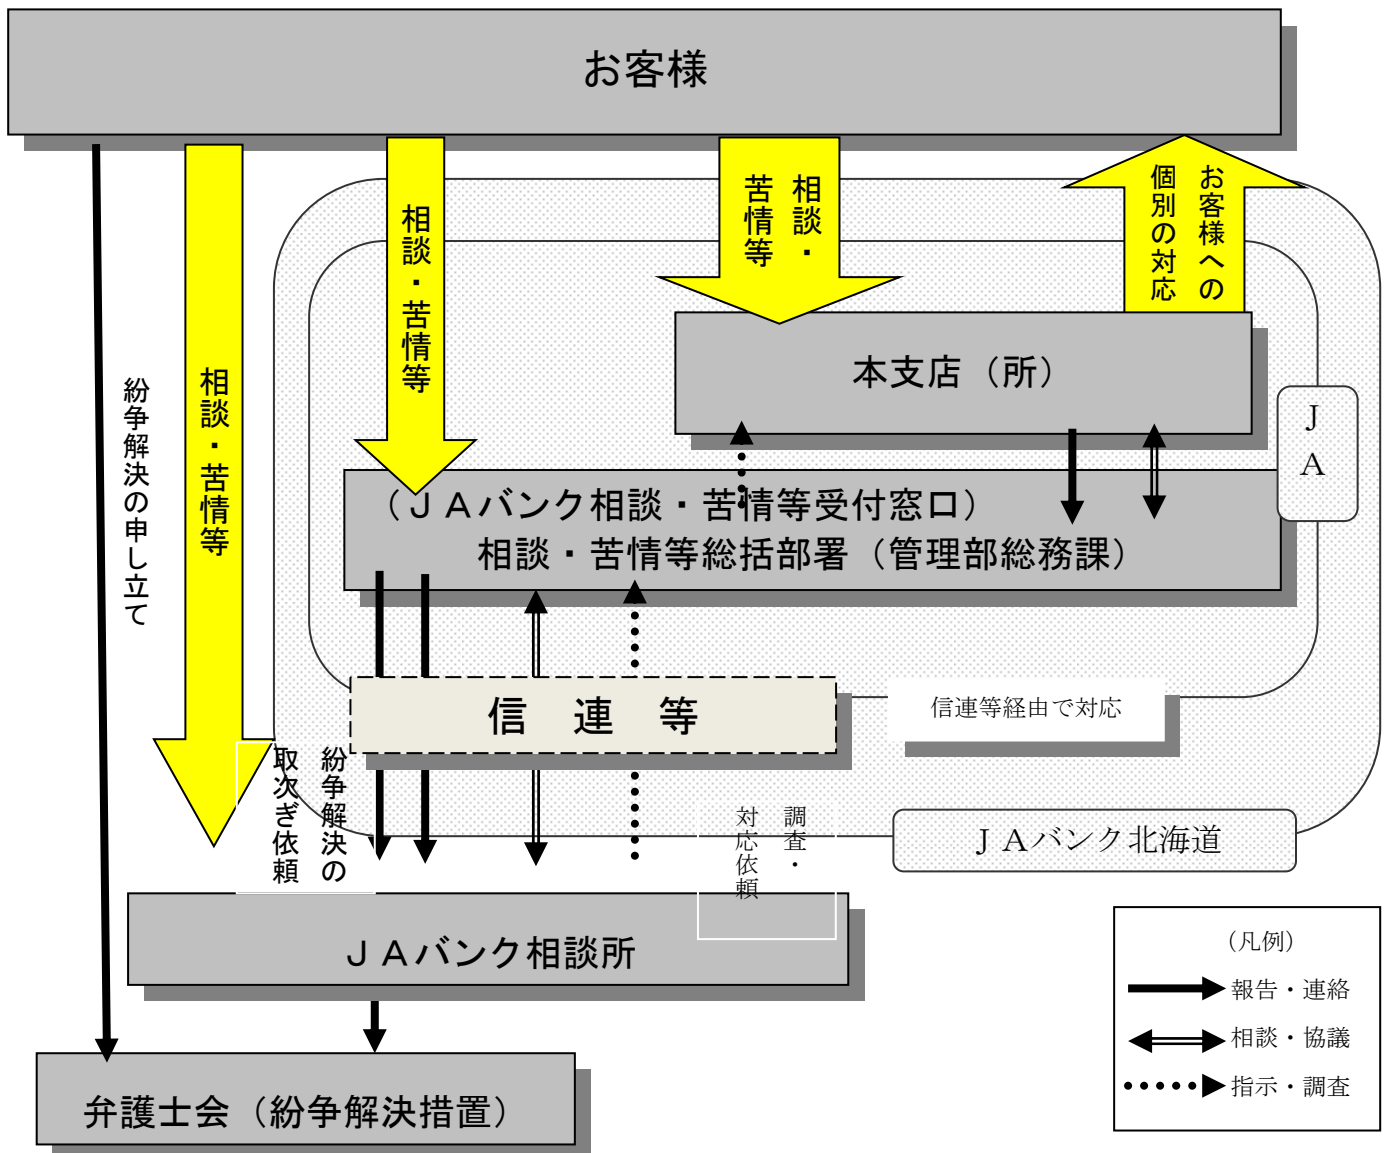 お客様
お客様への
個別の対応
相談・
苦情等
相談・苦情等
相談・苦情等
紛争解決の申し立て
本支店（所）
ＪＡ
（ＪＡバンク相談・苦情等受付窓口）
相談・苦情等総括部署（管理部総務課）
信連等
信連等経由で対応
紛争解決の
取次ぎ依頼
調査・
対応依頼
ＪＡバンク北海道
ＪＡバンク相談所
（凡例）
報告・連絡
相談・協議
指示・調査
弁護士会（紛争解決措置）